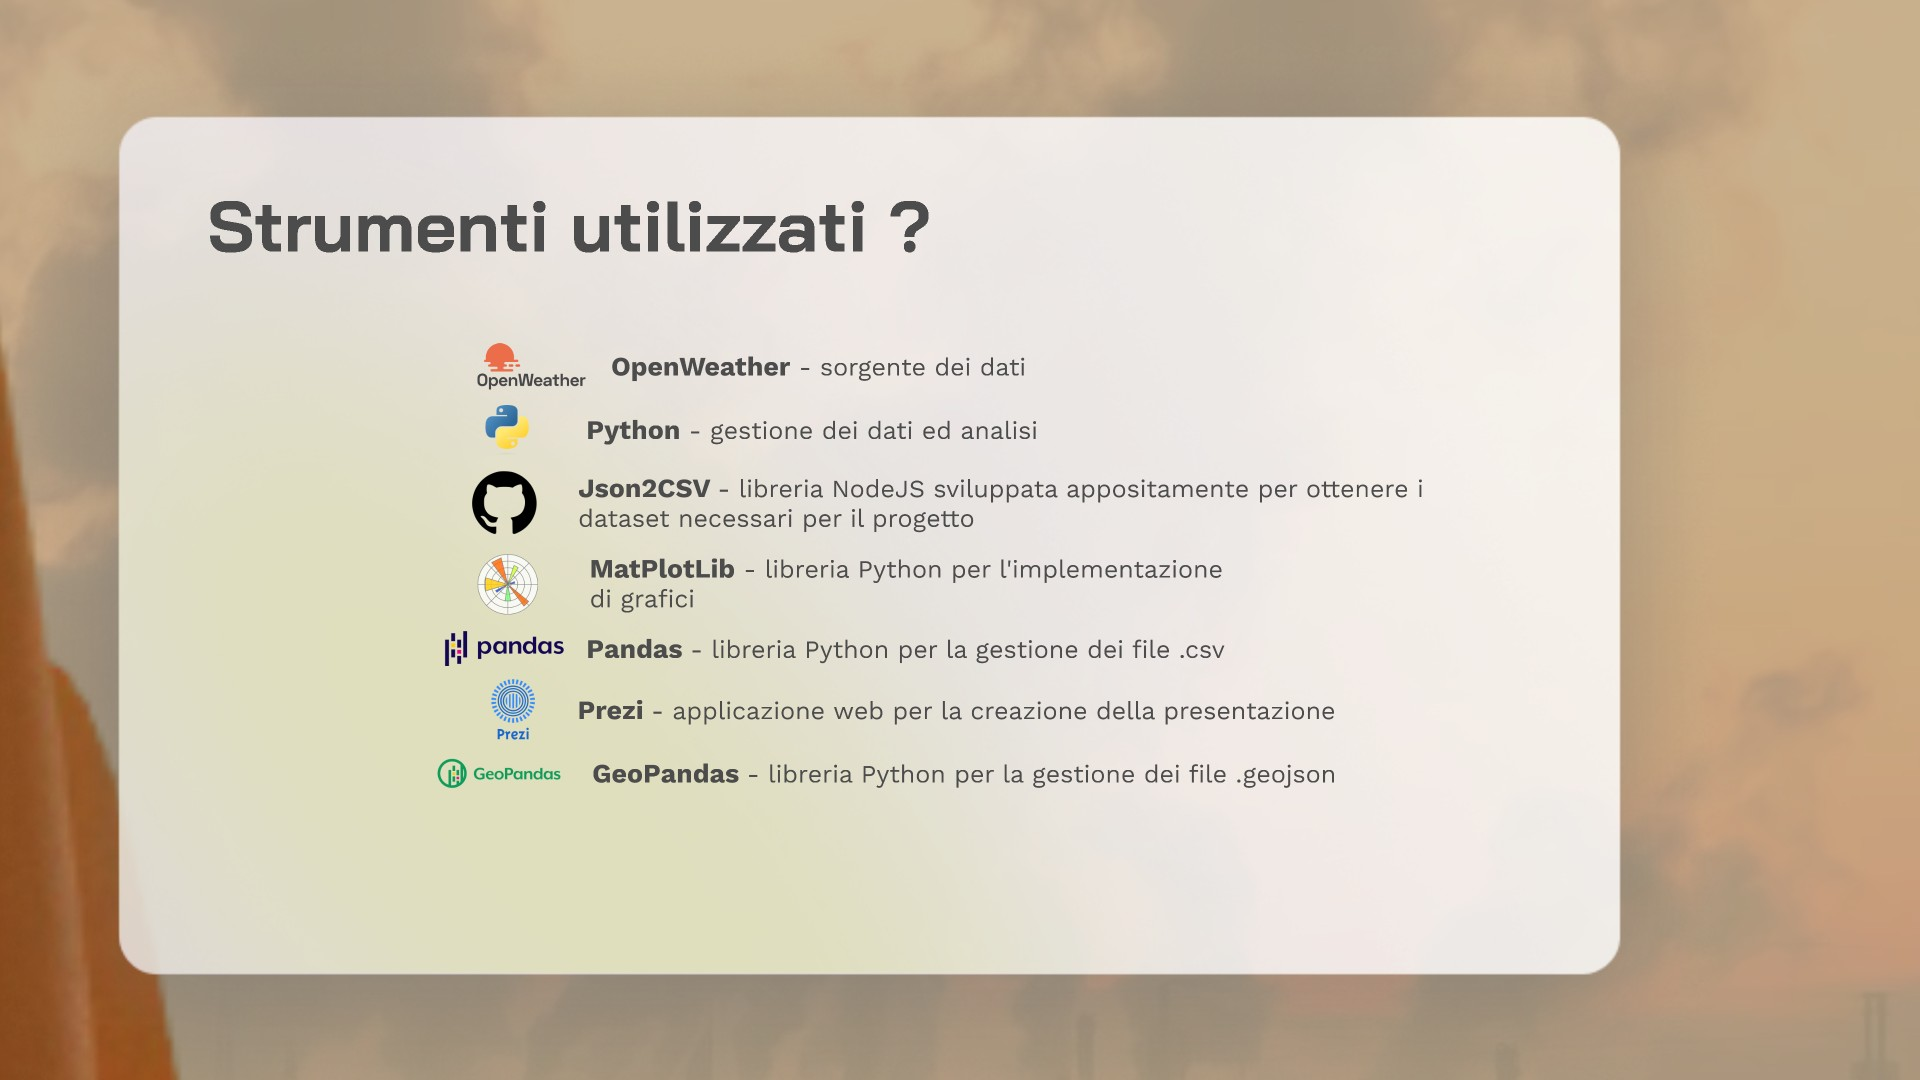 Strumenti utilizzati ?
OpenWeather
OpenWeather - sorgente dei dati
Python - gestione dei dati ed analisi
Json2CSV - libreria NodeJS sviluppata appositamente per ottenere i
dataset necessari per il progetto
MatPlotLib - libreria Python per l'implementazione
di grafici
pandas
Pandas - libreria Python per la gestione dei file .csv
Prezi
Prezi - applicazione web per la creazione della presentazione
GeoPandas
GeoPandas - libreria Python per la gestione dei file .geojson